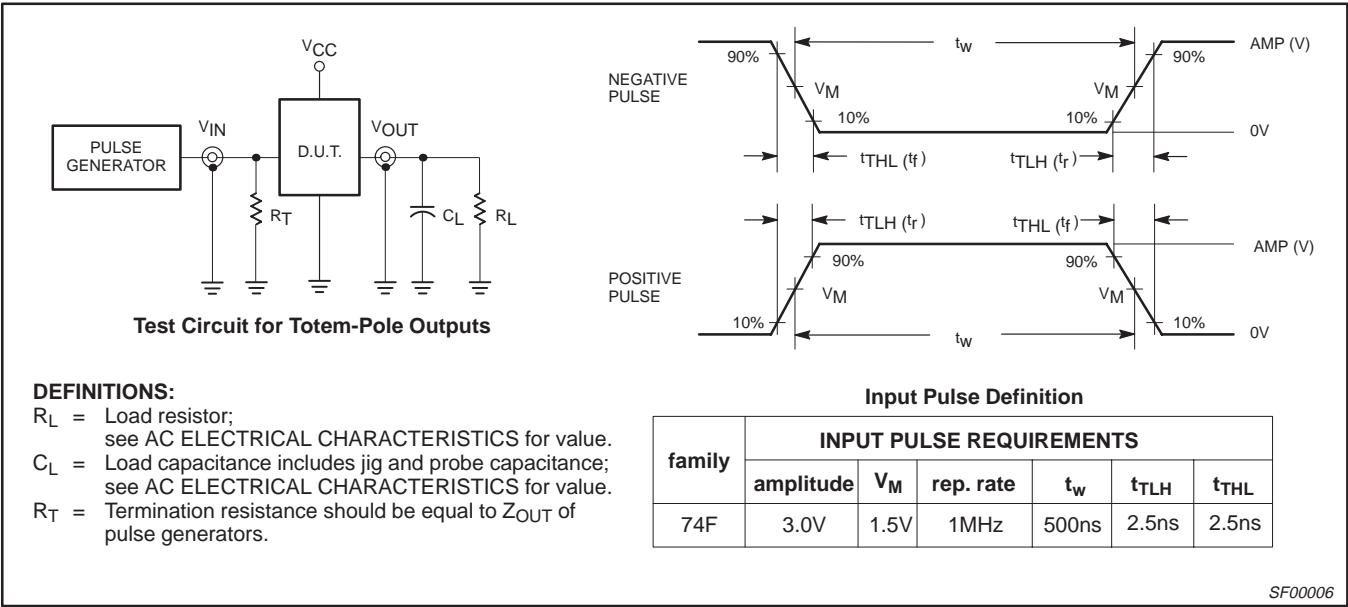 VCC
PULSE
GENERATOR
VIN
D.U.T.
VOUT
RT
CL
RL
Test Circuit for Totem-Pole Outputs
NEGATIVE
PULSE
90%
tW
90%
AMP (V)
VM
VM
10%
10%
0V
tTHL (tf)
tTLH (tr)
tTLH (tr)
tTHL (tf)
AMP (V)
90%
90%
POSITIVE
PULSE
VM
VM
10%
10%
tW
0V
DEFINITIONS:
RL = Load resistor;
see AC ELECTRICAL CHARACTERISTICS for value.
CL = Load capacitance includes jig and probe capacitance;
see AC ELECTRICAL CHARACTERISTICS for value.
RT = Termination resistance should be equal to ZOUT of
pulse generators.
Input Pulse Definition
family INPUT PULSE REQUIREMENTS
amplitude VM rep. rate tw tTLH tTHL
74F 3.0V 1.5V 1MHz 500ns 2.5ns 2.5ns
SF00006